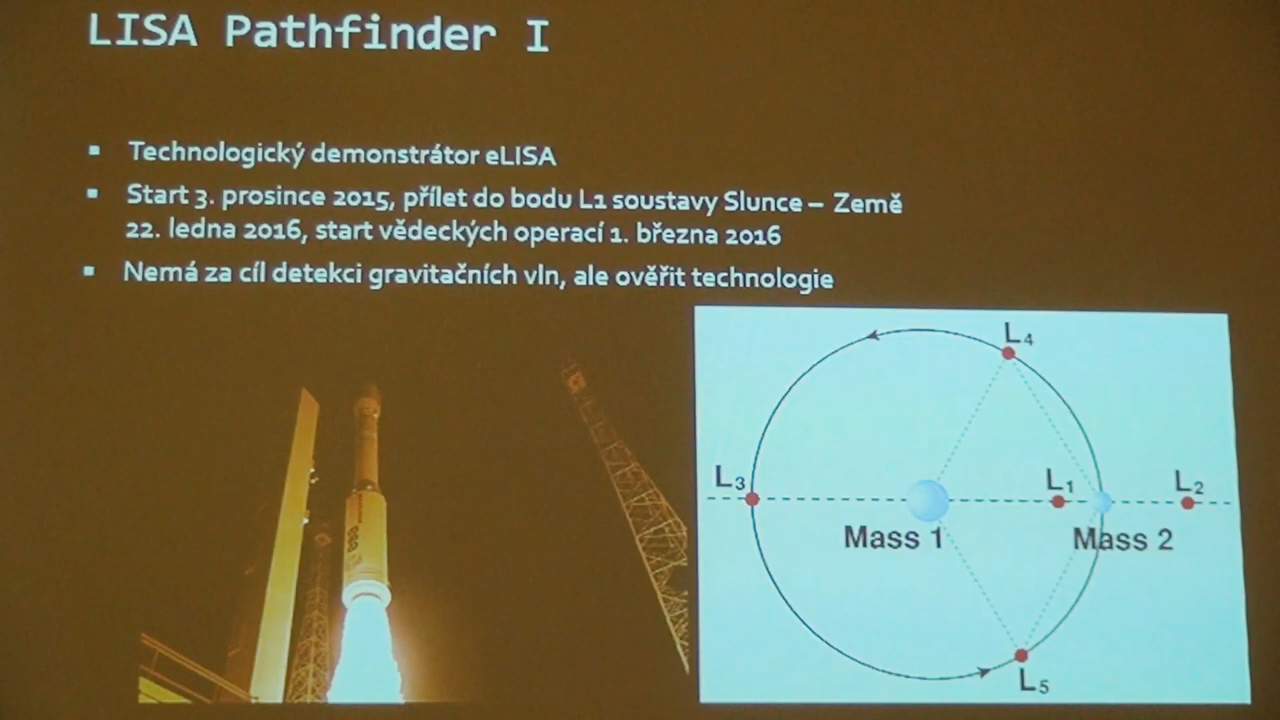 LISA Pathfinder I
▪ Technologický demonstrátor eLISA
▪ Start 3. prosince 2015, přílet do bodu L1 soustavy Slunce – Země
22. ledna 2016, start vědeckých operací 1. března 2016
▪ Nemá za cíl detekci gravitačních vln, ale ověřit technologie
esa
L4
L3
L1
L2
Mass 1
Mass 2
L5